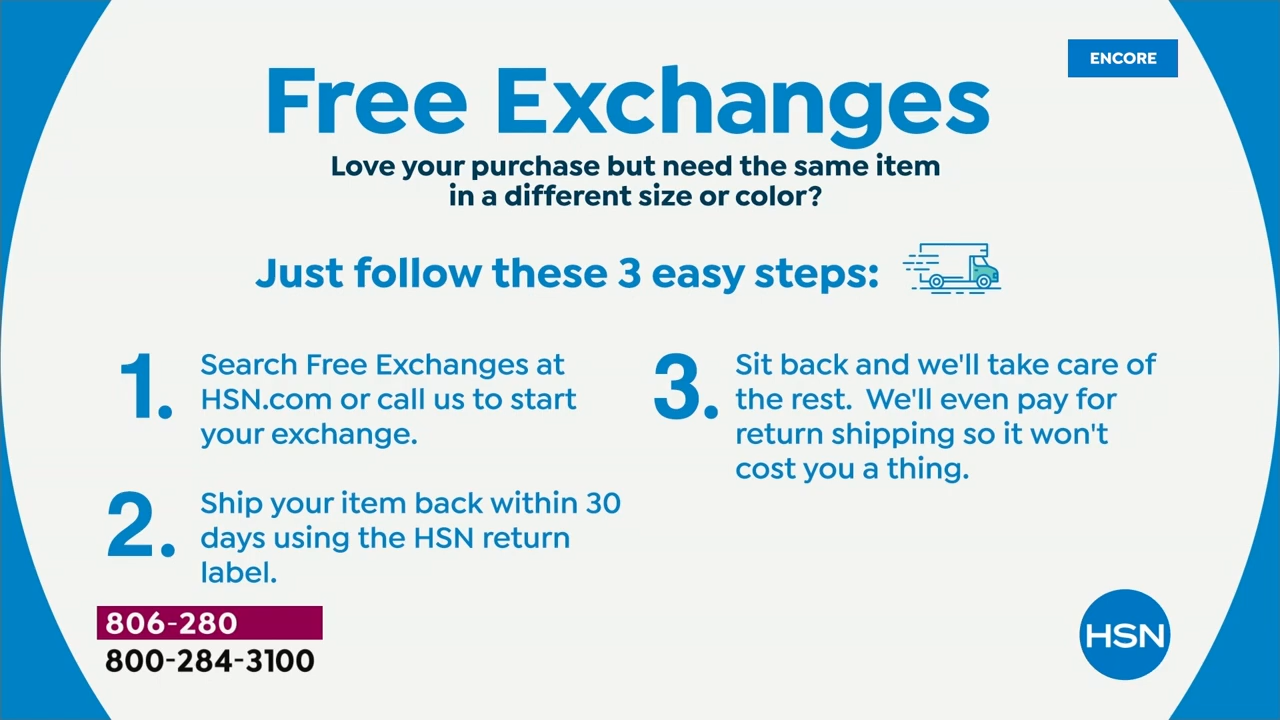 ENCORE
Free Exchanges
Love your purchase but need the same item
in a different size or color?
Just follow these 3 easy steps:
1. Search Free Exchanges at
HSN.com or call us to start
your exchange.
2. Ship your item back within 30
days using the HSN return
label.
3. Sit back and we'll take care of
the rest. We'll even pay for
return shipping so it won't
cost you a thing.
806-280
800-284-3100
HSN